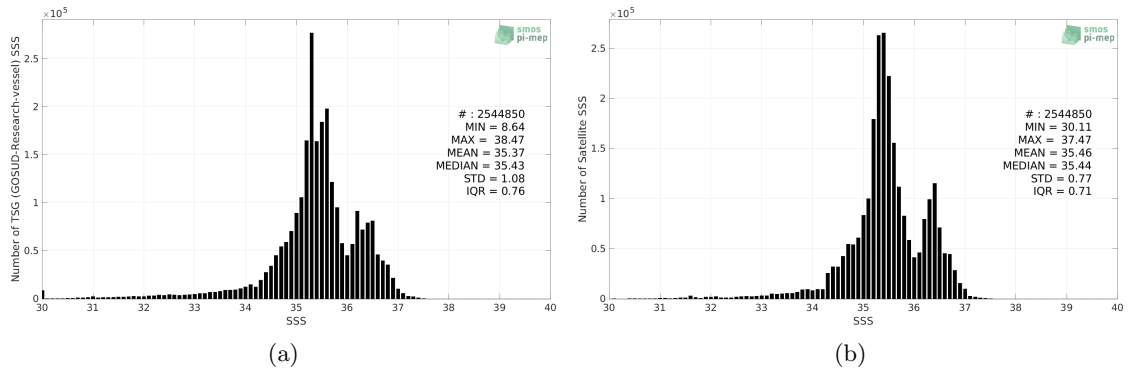 ×10⁵
smos
pi-mep
Number of TSG (GOSUD-Research-vessel) SSS
2.5
2
1.5
1
0.5
0
# : 2544850
MIN = 8.64
MAX = 38.47
MEAN = 35.37
MEDIAN = 35.43
STD = 1.08
IQR = 0.76
30 31 32 33 34 35 36 37 38 39 40
SSS
(a)
×10⁵
smos
pi-mep
Number of Satellite SSS
2.5
2
1.5
1
0.5
0
# : 2544850
MIN = 30.11
MAX = 37.47
MEAN = 35.46
MEDIAN = 35.44
STD = 0.77
IQR = 0.71
30 31 32 33 34 35 36 37 38 39 40
SSS
(b)